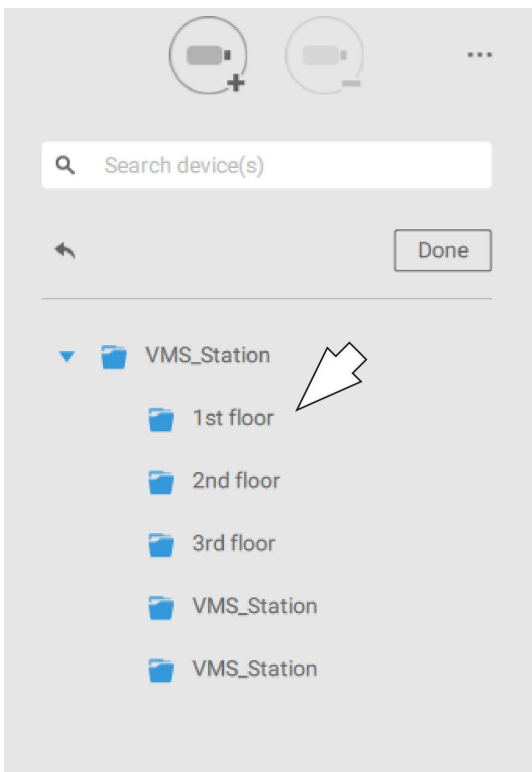 Search device(s)
Done
VMS_Station
1st floor
2nd floor
3rd floor
VMS_Station
VMS_Station